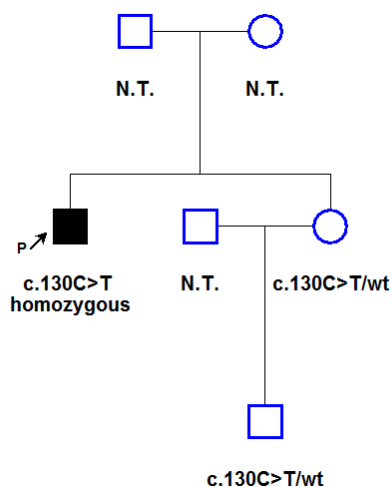 N.T. N.T.
P
c.130C>T
homozygous
N.T.
c.130C>T/wt
c.130C>T/wt